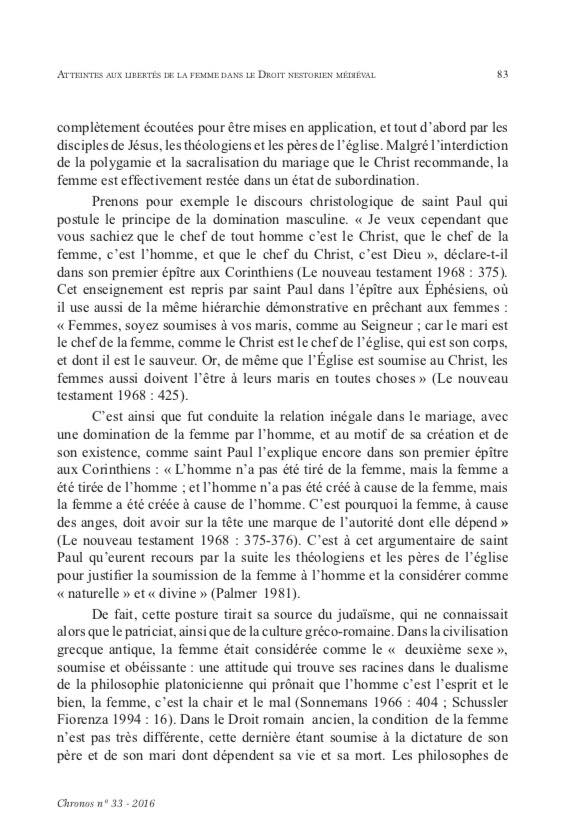 Atteintes aux libertés de la femme dans le Droit nestorien médiéval 83
complètement écoutées pour être mises en application, et tout d'abord par les
disciples de Jésus, les théologiens et les pères de l'église. Malgré l'interdiction
de la polygamie et la sacralisation du mariage que le Christ recommande, la
femme est effectivement restée dans un état de subordination.
Prenons pour exemple le discours christologique de saint Paul qui
postule le principe de la domination masculine. « Je veux cependant que
vous sachiez que le chef de tout homme c'est le Christ, que le chef de la
femme, c'est l'homme, et que le chef du Christ, c'est Dieu », déclare-t-il
dans son premier épître aux Corinthiens (Le nouveau testament 1968 : 375).
Cet enseignement est repris par saint Paul dans l'épître aux Éphésiens, où
il use aussi de la même hiérarchie démonstrative en prêchant aux femmes :
« Femmes, soyez soumises à vos maris, comme au Seigneur ; car le mari est
le chef de la femme, comme le Christ est le chef de l'église, qui est son corps,
et dont il est le sauveur. Or, de même que l'Église est soumise au Christ, les
femmes aussi doivent l'être à leurs maris en toutes choses » (Le nouveau
testament 1968 : 425).
C'est ainsi que fut conduite la relation inégale dans le mariage, avec
une domination de la femme par l'homme, et au motif de sa création et de
son existence, comme saint Paul l'explique encore dans son premier épître
aux Corinthiens : « L'homme n'a pas été tiré de la femme, mais la femme a
été tirée de l'homme ; et l'homme n'a pas été créé à cause de la femme, mais
la femme a été créée à cause de l'homme. C'est pourquoi la femme, à cause
des anges, doit avoir sur la tête une marque de l'autorité dont elle dépend »
(Le nouveau testament 1968 : 375-376). C'est à cet argumentaire de saint
Paul qu'eurent recours par la suite les théologiens et les pères de l'église
pour justifier la soumission de la femme à l'homme et la considérer comme
« naturelle » et « divine » (Palmer 1981).
De fait, cette posture tirait sa source du judaïsme, qui ne connaissait
alors que le patriciat, ainsi que de la culture gréco-romaine. Dans la civilisation
grecque antique, la femme était considérée comme le « deuxième sexe »,
soumise et obéissante : une attitude qui trouve ses racines dans le dualisme
de la philosophie platonicienne qui prônait que l'homme c'est l'esprit et le
bien, la femme, c'est la chair et le mal (Sonnemans 1966 : 404 ; Schussler
Fiorenza 1994 : 16). Dans le Droit romain ancien, la condition de la femme
n'est pas très différente, cette dernière étant soumise à la dictature de son
père et de son mari dont dépendent sa vie et sa mort. Les philosophes de
Chronos nº 33 - 2016